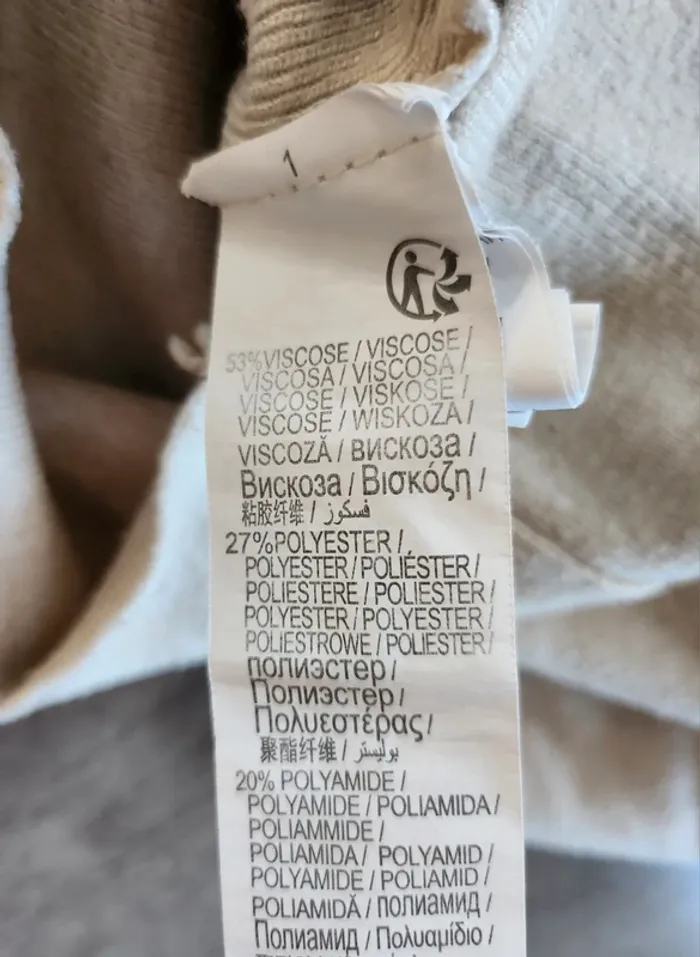 1
53%VISCOSE / VISCOSE /
VISCOSA / VISCOSA /
VISCOSE / VISKOSE /
VISCOSE / WISKOZA /
VISCOZĂ / вискоза /
Вискоза / Βισκόζη /
粘胶纤维 / فسكوز
27%POLYESTER /
POLYESTER / POLIÉSTER /
POLIESTERE / POLIESTER /
POLYESTER / POLYESTER /
POLIESTROWE / POLIESTER /
полиэстер /
Полиэстер /
Πολυεστέρας /
聚酯纤维 / بوليستر
20% POLYAMIDE /
POLYAMIDE / POLIAMIDA /
POLIAMMIDE /
POLIAMIDA / POLYAMID /
POLYAMIDE / POLIAMID /
POLIAMIDĂ / полиамид /
Полиамид / Πολυαμίδιο /